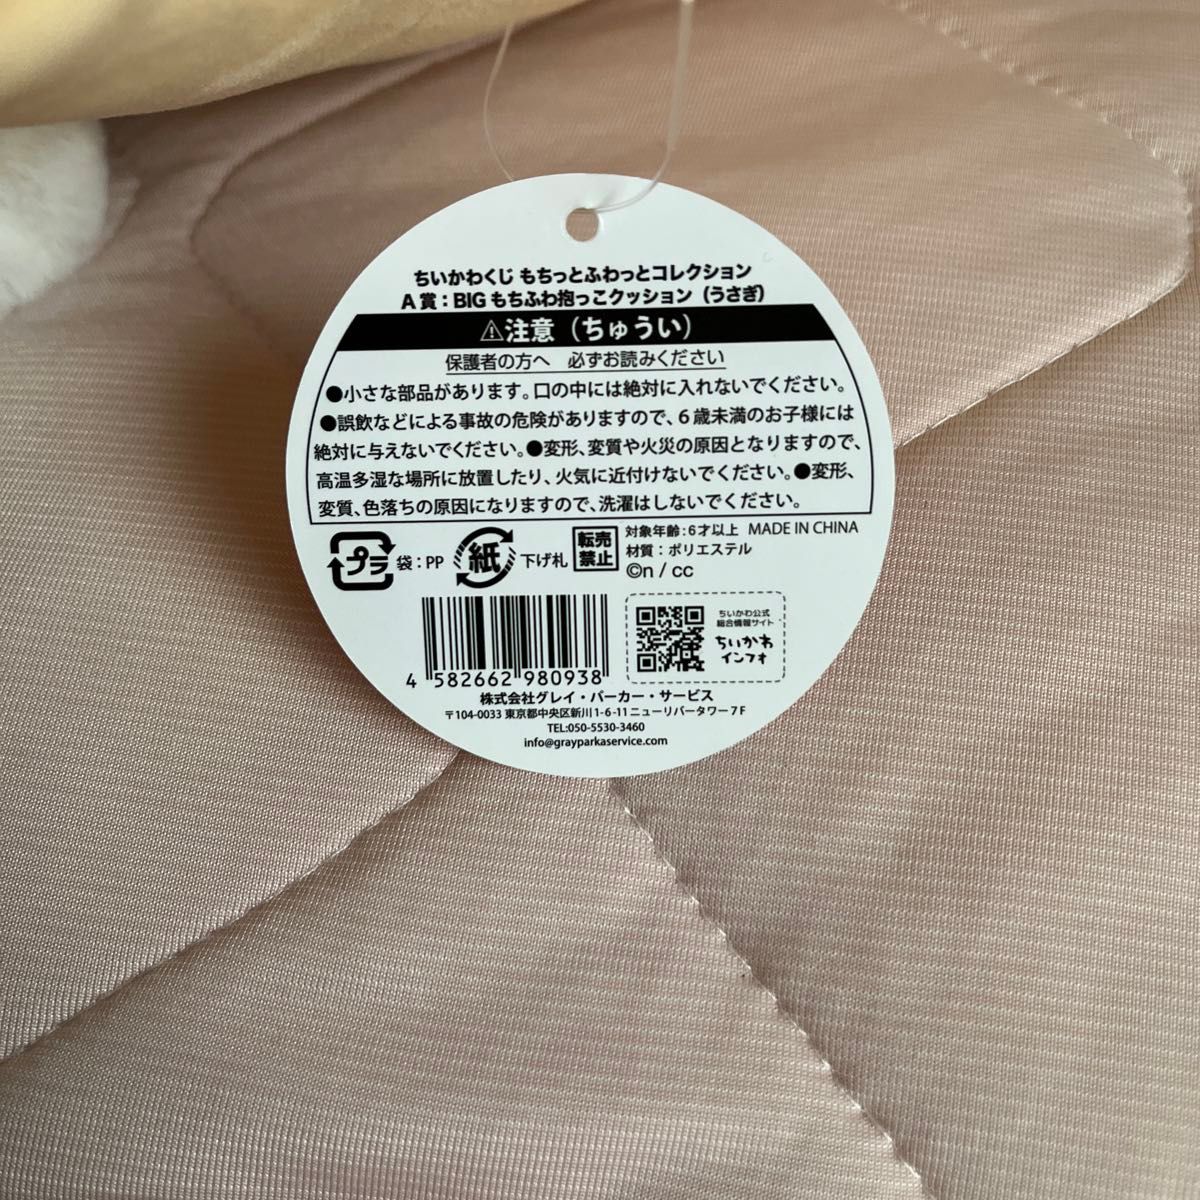 ちいかわくじ もちっとふわっとコレクション
A賞：BIG もちふわ抱っこクッション（うさぎ）
⚠注意（ちゅうい）
保護者の方へ 必ずお読みください
●小さな部品があります。口の中には絶対に入れないでください。
●誤飲などによる事故の危険がありますので、6歳未満のお子様には
絶対に与えないでください。●変形、変質や火災の原因となりますので、
高温多湿な場所に放置したり、火気に近付けないでください。●変形、
変質、色落ちの原因になりますので、洗濯はしないでください。
プラ 袋：PP 紙 下げ札 転売禁止
対象年齢：6才以上 MADE IN CHINA
材質：ポリエステル
©n / cc
ちいかわ公式
総合情報サイト
ちいかわ
インフォ
4 582662 980938
株式会社グレイ・パーカー・サービス
〒104-0033 東京都中央区新川1-6-11 ニューリバータワー7F
TEL:050-5530-3460
info@grayparkaservice.com